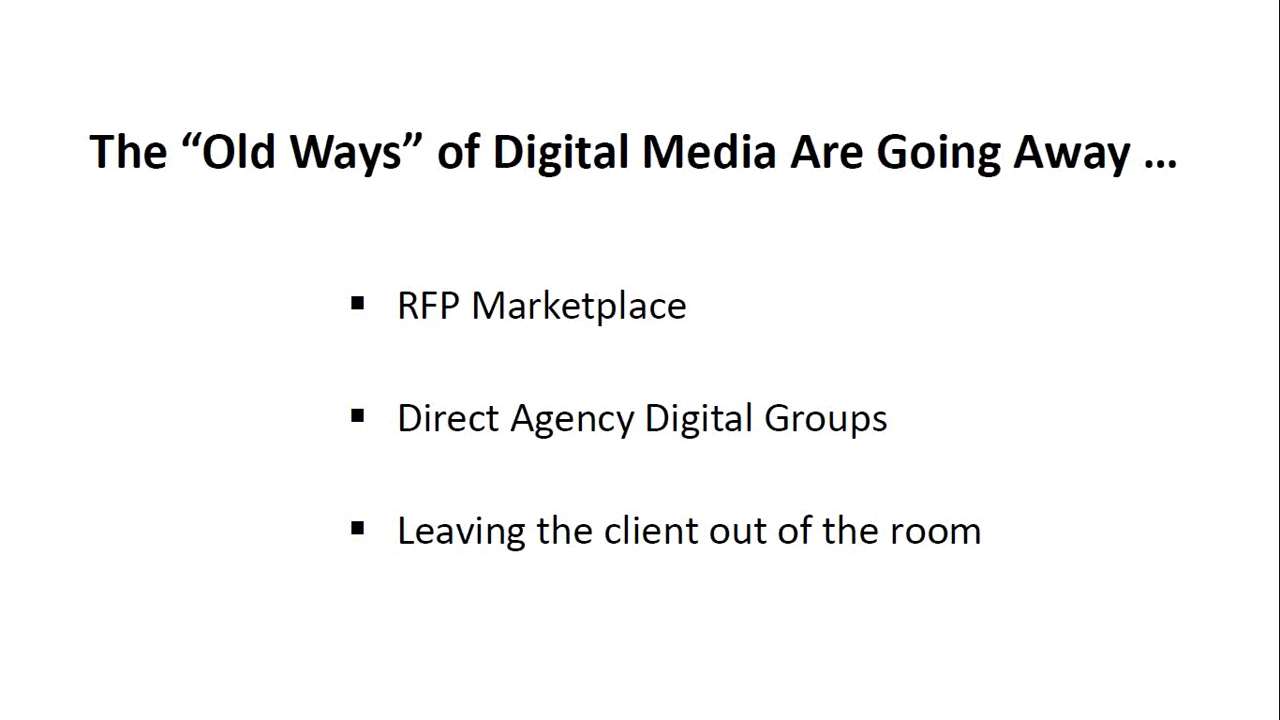 The “Old Ways” of Digital Media Are Going Away ...
▪ RFP Marketplace
▪ Direct Agency Digital Groups
▪ Leaving the client out of the room